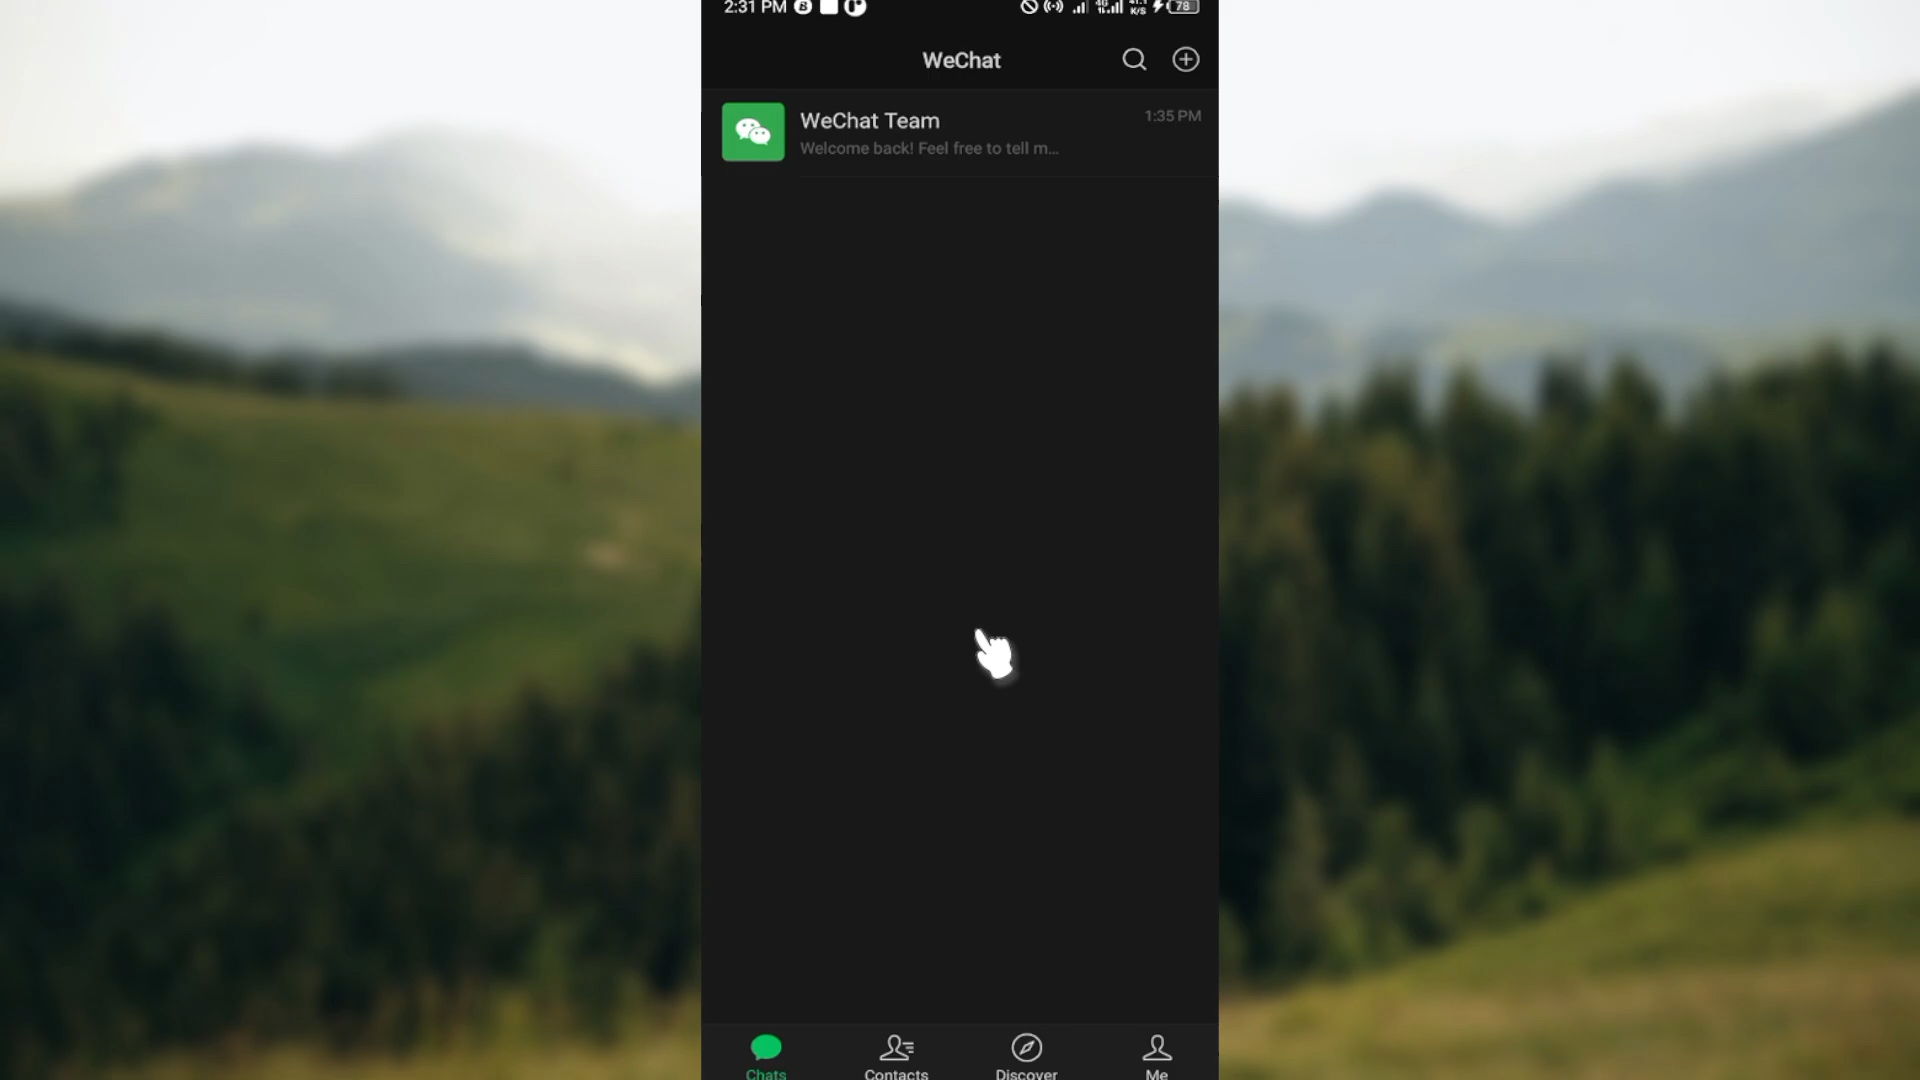 2:31 PM
K/S
78
WeChat
WeChat Team
1:35 PM
Welcome back! Feel free to tell m...
Chats
Contacts
Discover
Me